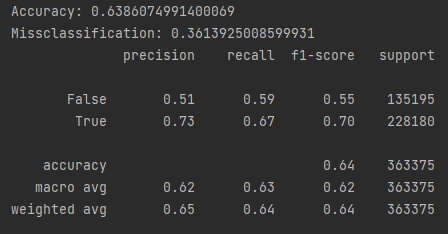 Accuracy: 0.6386074991400069
Missclassification: 0.3613925008599931
precision recall f1-score support
False 0.51 0.59 0.55 135195
True 0.73 0.67 0.70 228180
accuracy 0.64 363375
macro avg 0.62 0.63 0.62 363375
weighted avg 0.65 0.64 0.64 363375